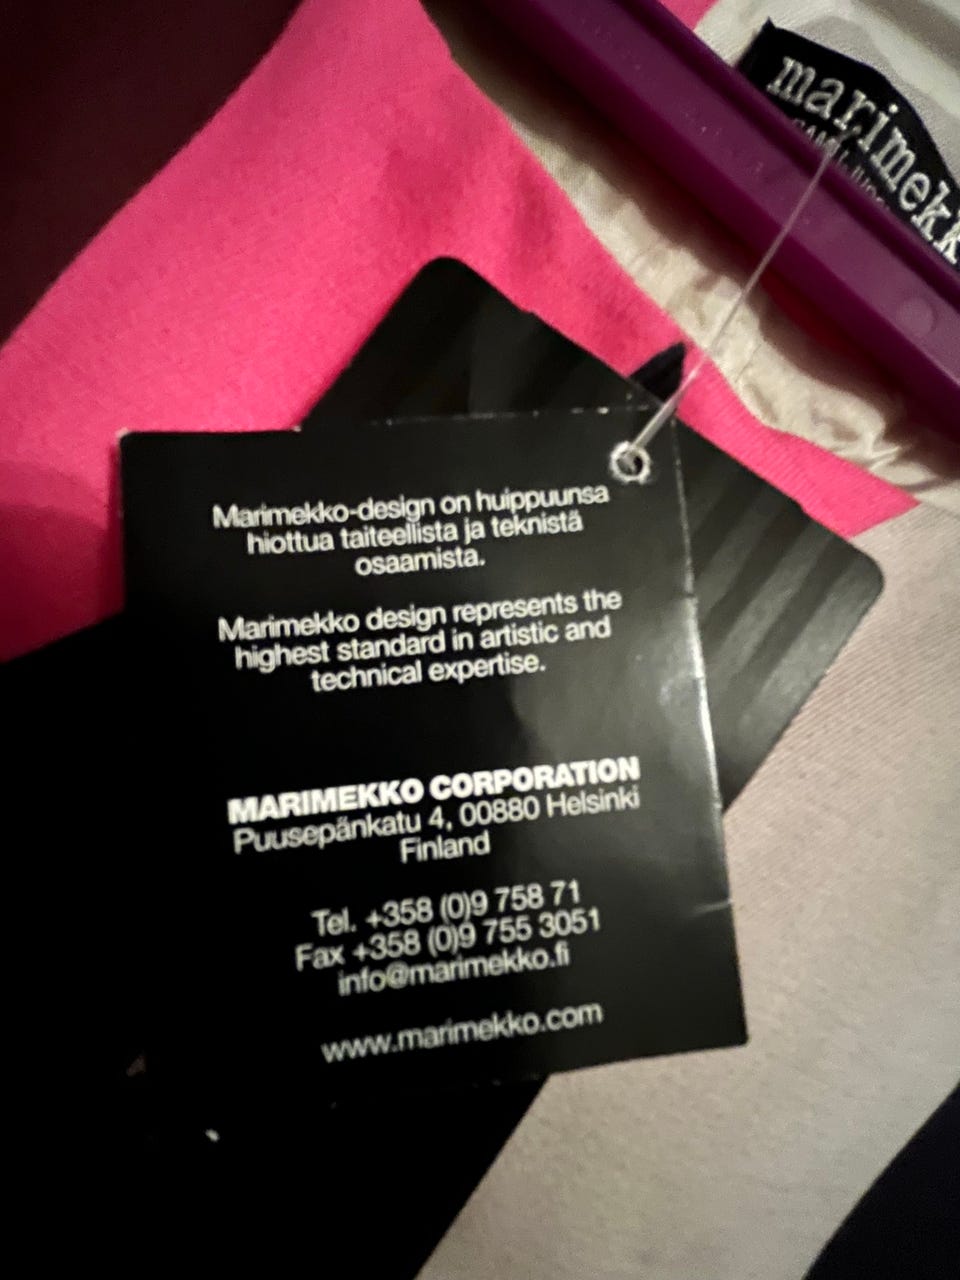 marimekk
Marimekko-design on huippuunsa
hiottua taiteellista ja teknistä
osaamista.
Marimekko design represents the
highest standard in artistic and
technical expertise.
MARIMEKKO CORPORATION
Puusepänkatu 4, 00880 Helsinki
Finland
Tel. +358 (0)9 758 71
Fax +358 (0)9 755 3051
info@marimekko.fi
www.marimekko.com